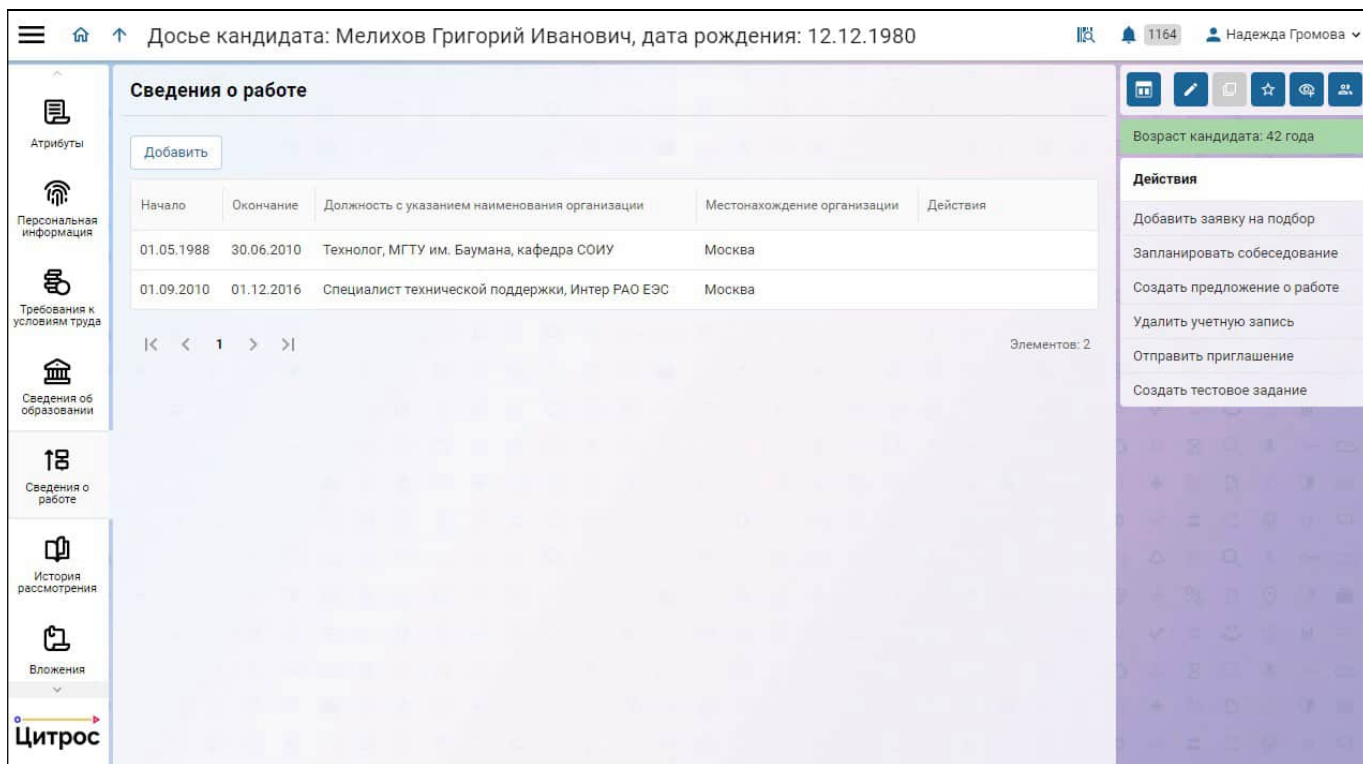 Досье кандидата: Мелихов Григорий Иванович, дата рождения: 12.12.1980
1164
Надежда Громова
Атрибуты
Персональная
информация
Требования к
условиям труда
Сведения об
образовании
Сведения о
работе
История
рассмотрения
Вложения
Цитрос
Сведения о работе
Добавить
Начало Окончание Должность с указанием наименования организации Местонахождение организации Действия
01.05.1988 30.06.2010 Технолог, МГТУ им. Баумана, кафедра СОИУ Москва
01.09.2010 01.12.2016 Специалист технической поддержки, Интер РАО ЕЭС Москва
1
Элементов: 2
Возраст кандидата: 42 года
Действия
Добавить заявку на подбор
Запланировать собеседование
Создать предложение о работе
Удалить учетную запись
Отправить приглашение
Создать тестовое задание